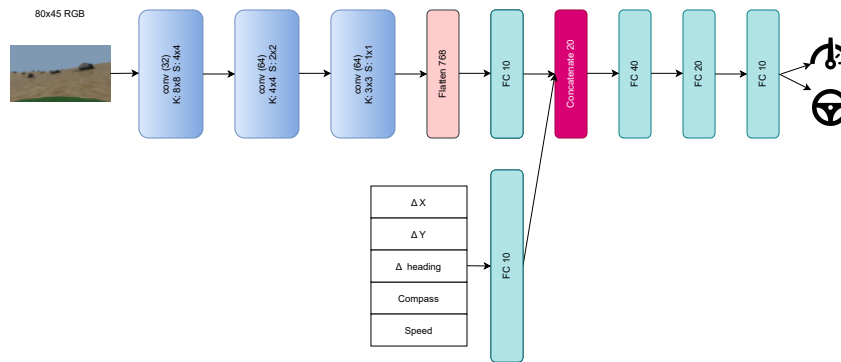 80x45 RGB
conv (32)
K: 8x8 S: 4x4
conv (64)
K: 4x4 S: 2x2
conv (64)
K: 3x3 S: 1x1
Flatten 768
FC 10
Concatenate 20
FC 40
FC 20
FC 10
Δ X
Δ Y
Δ heading
Compass
Speed
FC 10